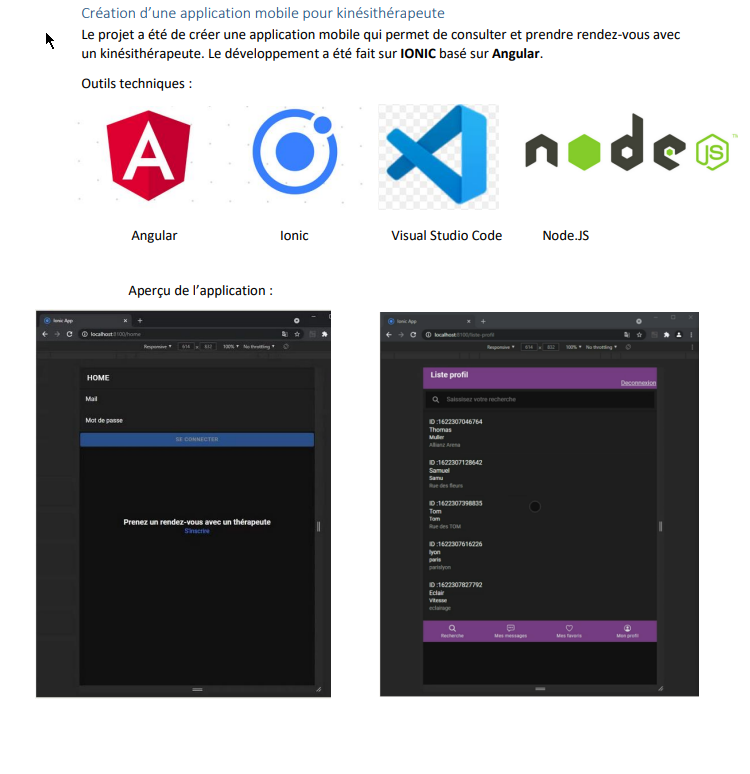 Création d'une application mobile pour kinésithérapeute
Le projet a été de créer une application mobile qui permet de consulter et prendre rendez-vous avec
un kinésithérapeute. Le développement a été fait sur IONIC basé sur Angular.
Outils techniques :
node
JS
TM
Angular
Ionic
Visual Studio Code
Node.JS
Aperçu de l'application :
Ionic App
localhost:8100/home
Responsive
614 x 832 100% No throttling
HOME
Mail
Mot de passe
SE CONNECTER
Prenez un rendez-vous avec un thérapeute
S'inscrire
Ionic App
localhost:8100/liste-profil
Responsive
614 x 832 100% No throttling
Liste profil
Deconnexion
Saisissez votre recherche
ID :1622307046764
Thomas
Muller
Allianz Arena
ID :1622307128642
Samuel
Samu
Rue des fleurs
ID :1622307398835
Tom
Tom
Rue des TOM
ID :1622307616226
lyon
paris
parislyon
ID :1622307827792
Eclair
Vitesse
eclairage
Recherche
Mes messages
Mes favoris
Mon profil